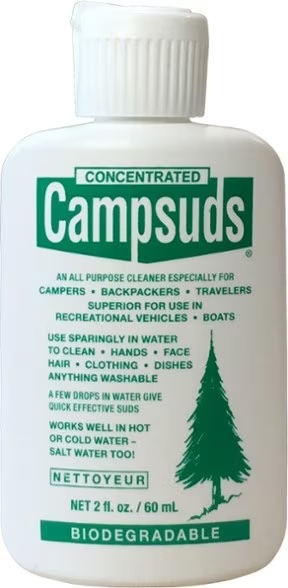 CONCENTRATED
Campsuds®
AN ALL PURPOSE CLEANER ESPECIALLY FOR
CAMPERS • BACKPACKERS • TRAVELERS
SUPERIOR FOR USE IN
RECREATIONAL VEHICLES • BOATS
USE SPARINGLY IN WATER
TO CLEAN • HANDS • FACE
HAIR • CLOTHING • DISHES
ANYTHING WASHABLE
A FEW DROPS IN WATER GIVE
QUICK EFFECTIVE SUDS
WORKS WELL IN HOT
OR COLD WATER –
SALT WATER TOO!
NETTOYEUR
NET 2 fl. oz. / 60 mL
BIODEGRADABLE